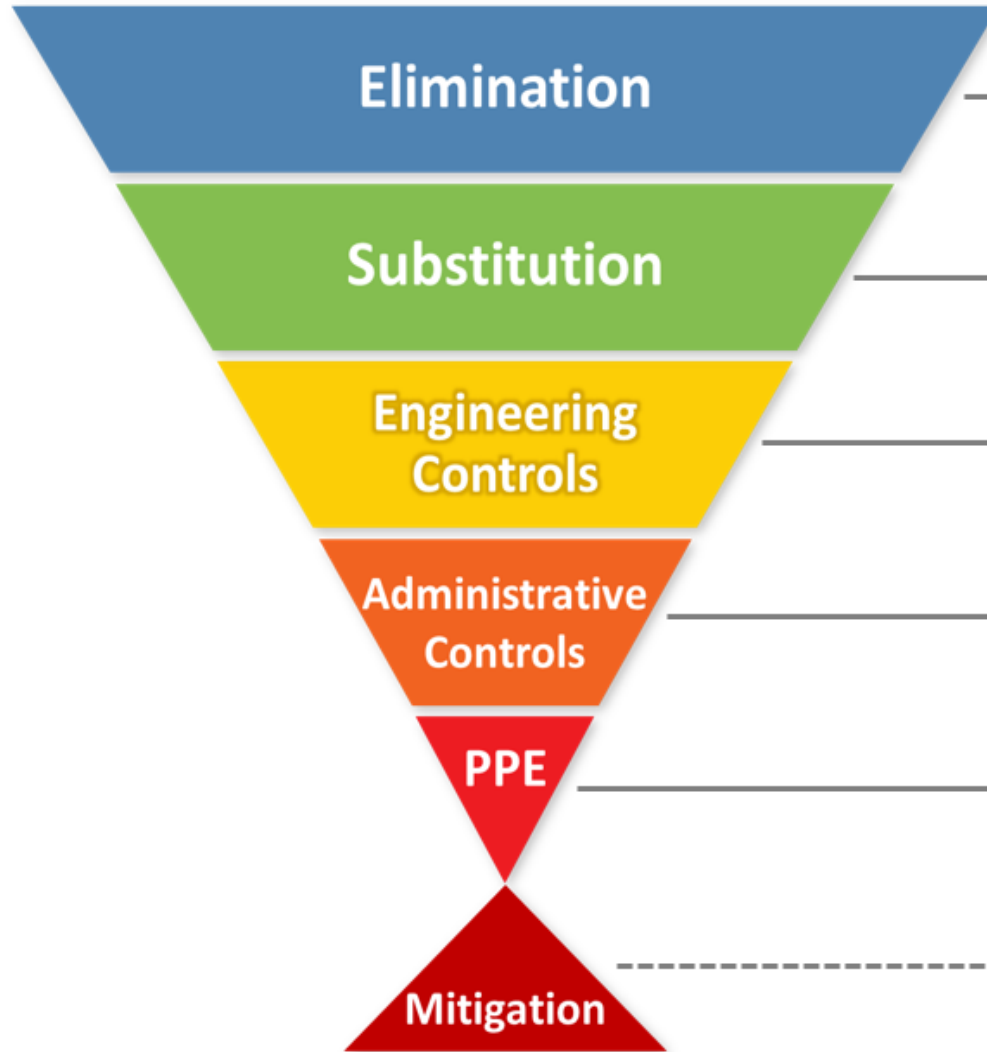 Elimination
Substitution
Engineering
Controls
Administrative
Controls
PPE
Mitigation